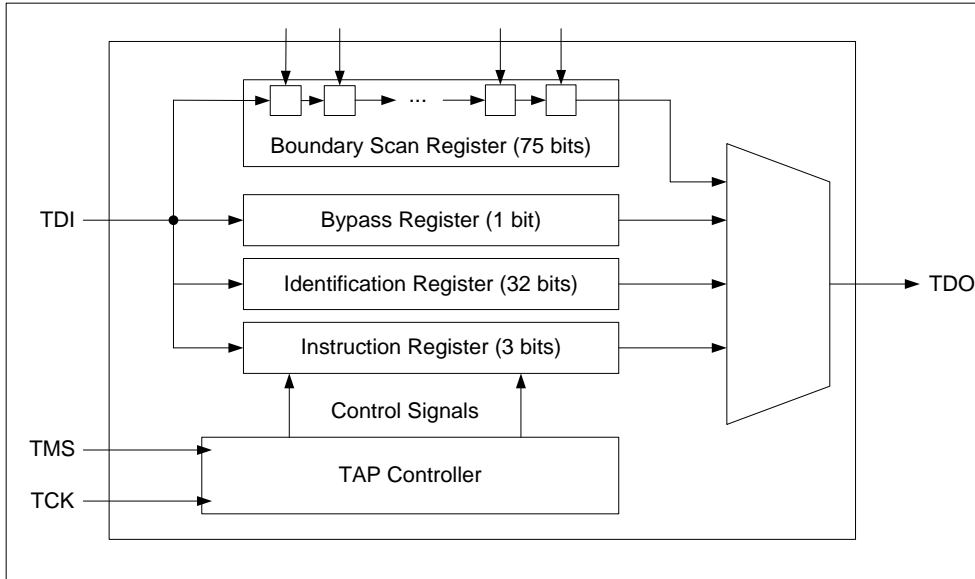 ...
Boundary Scan Register (75 bits)
TDI
Bypass Register (1 bit)
Identification Register (32 bits)
TDO
Instruction Register (3 bits)
Control Signals
TMS
TAP Controller
TCK